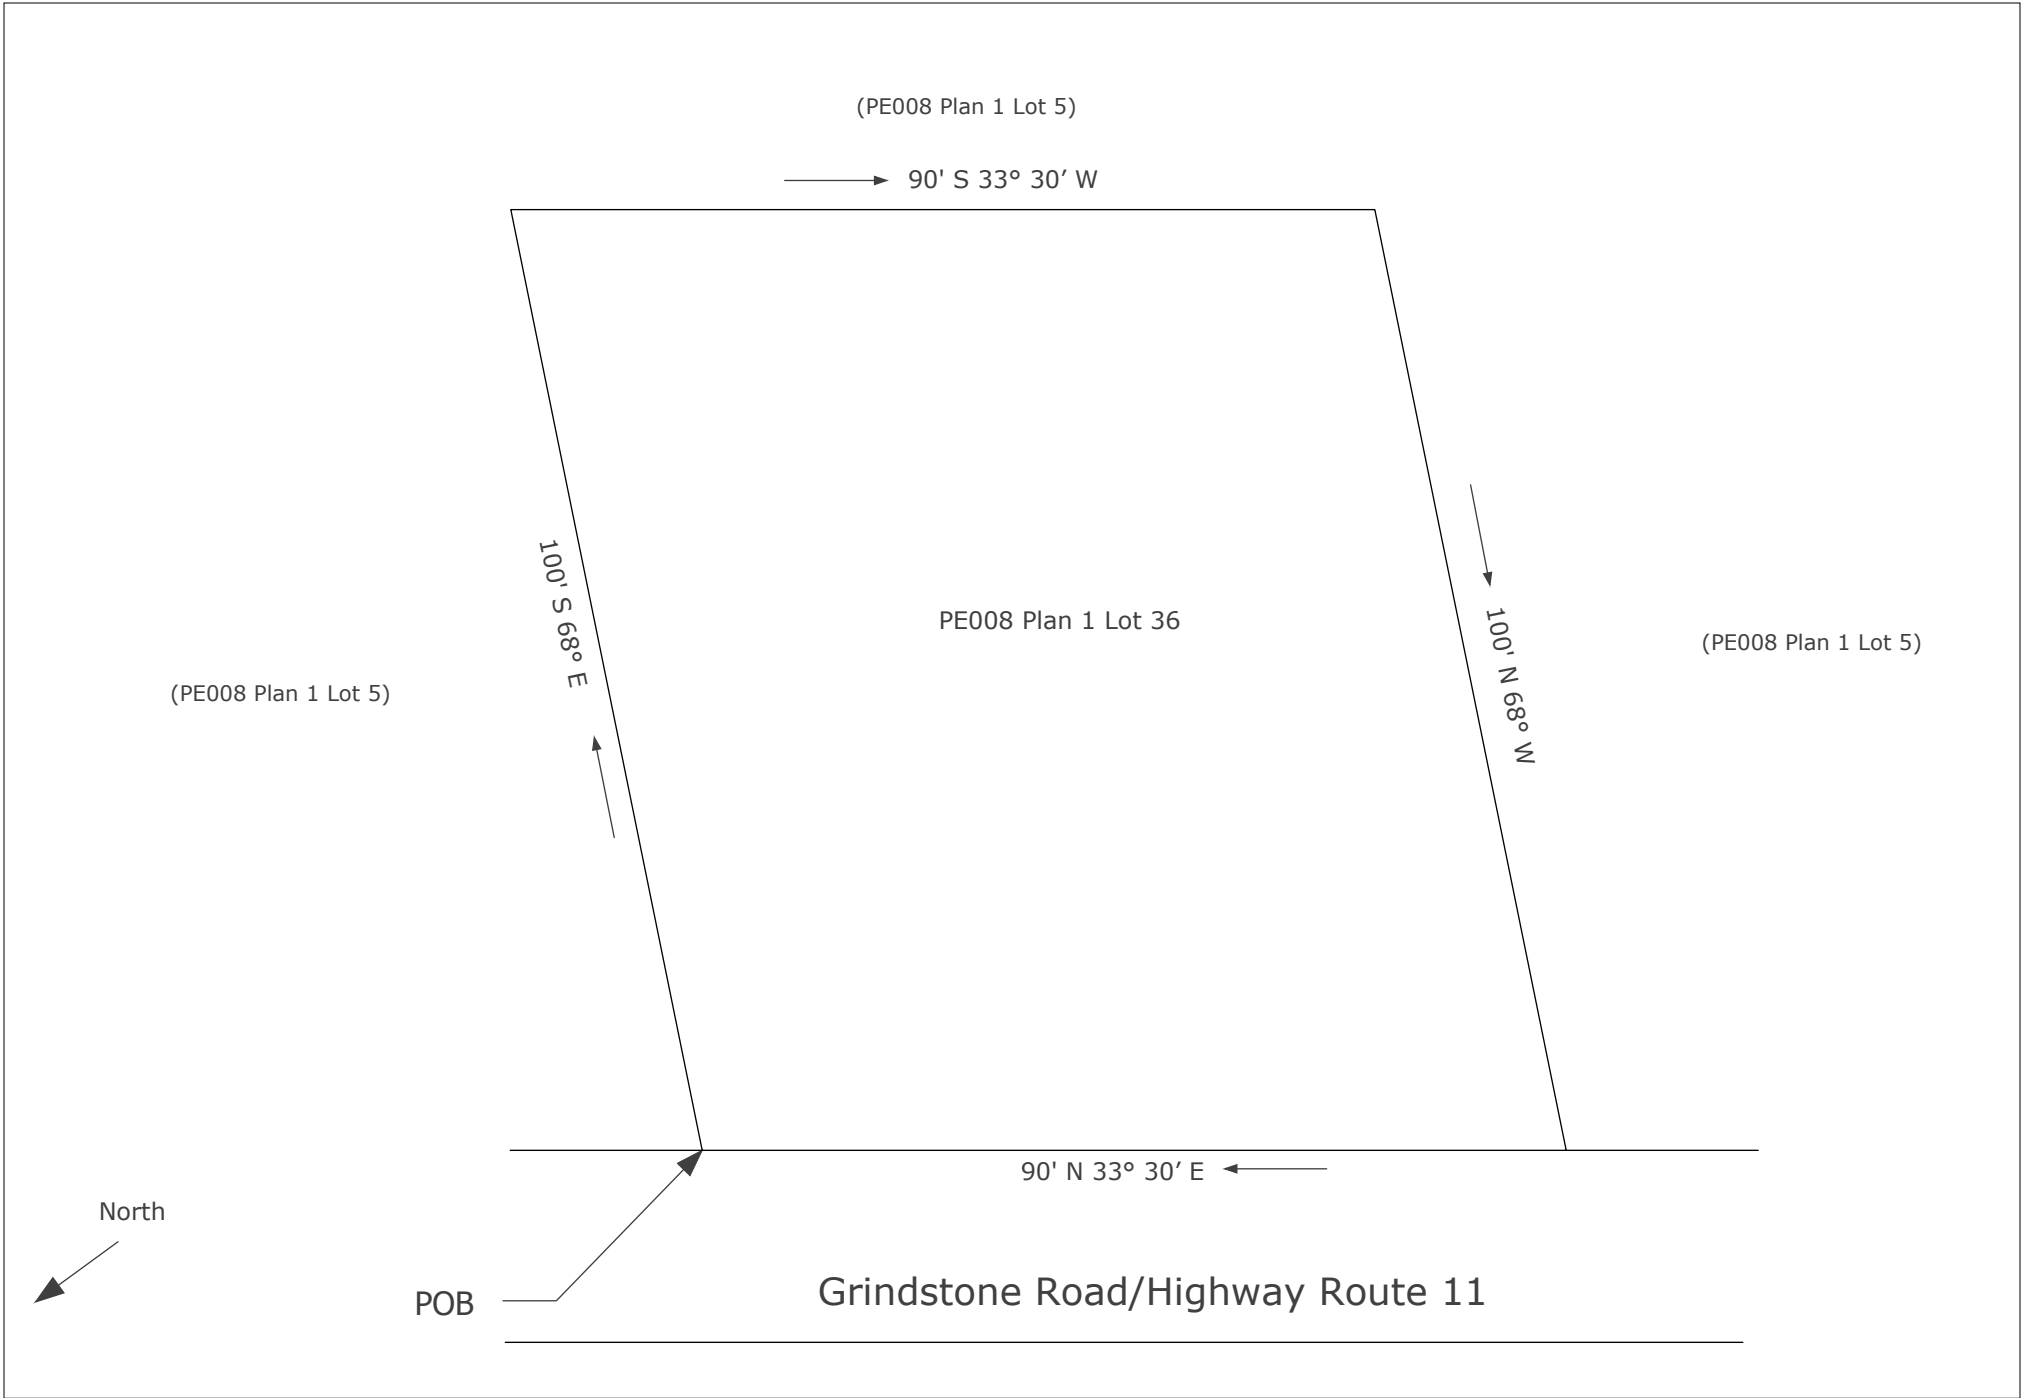 (PE008 Plan 1 Lot 5)
90' S 33° 30’ W
100' S 68° E
PE008 Plan 1 Lot 36
100' N 68° W
(PE008 Plan 1 Lot 5)
(PE008 Plan 1 Lot 5)
90' N 33° 30’ E
North
POB
Grindstone Road/Highway Route 11